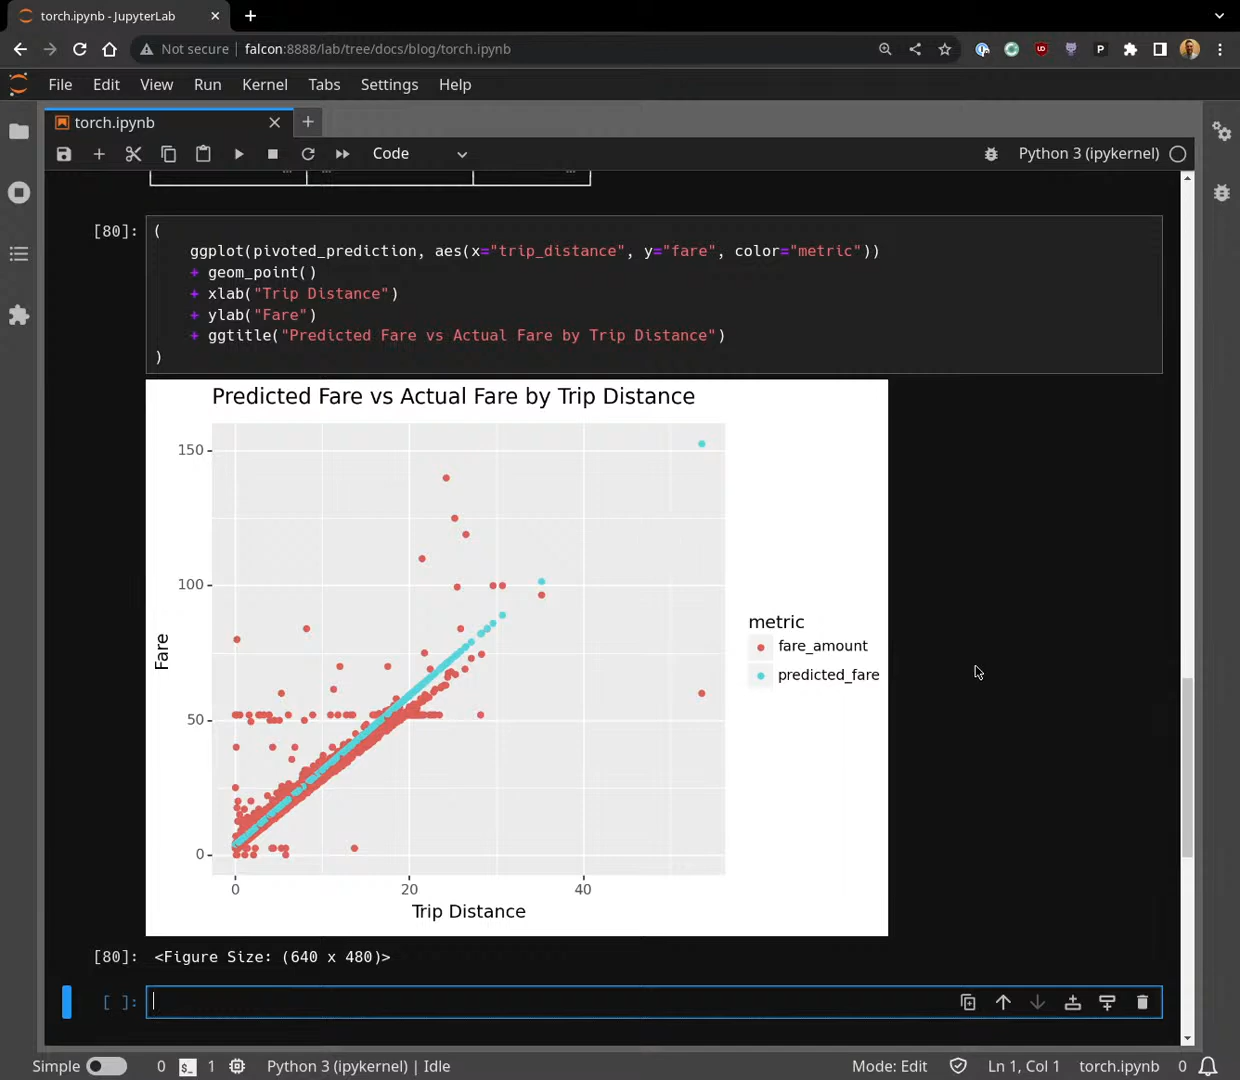 torch.ipynb - JupyterLab
Not secure falcon:8888/lab/tree/docs/blog/torch.ipynb
File Edit View Run Kernel Tabs Settings Help
torch.ipynb
Code Python 3 (ipykernel)
[80]: (
ggplot(pivoted_prediction, aes(x="trip_distance", y="fare", color="metric"))
+ geom_point()
+ xlab("Trip Distance")
+ ylab("Fare")
+ ggtitle("Predicted Fare vs Actual Fare by Trip Distance")
)
Predicted Fare vs Actual Fare by Trip Distance
150
100
50
0
Fare
0 20 40
Trip Distance
metric
fare_amount
predicted_fare
[80]: <Figure Size: (640 x 480)>
[ ]:
Simple 0 $_ 1 Python 3 (ipykernel) | Idle Mode: Edit Ln 1, Col 1 torch.ipynb 0